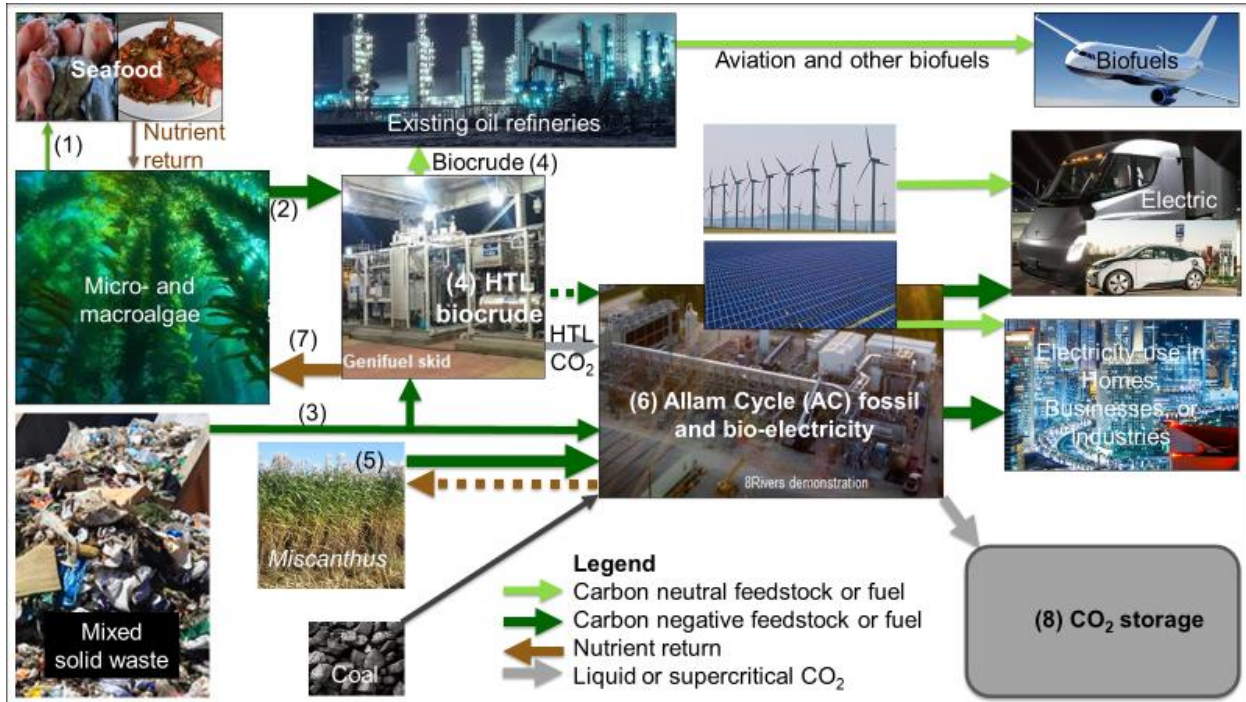 Seafood
(1)
Nutrient
return
Existing oil refineries
Aviation and other biofuels
Biofuels
Biocrude (4)
(2)
Micro- and
macroalgae
(4) HTL
biocrude
Genifuel skid
(7)
HTL
CO₂
Electric
Electricity use in
Homes,
Businesses, or
Industries
(6) Allam Cycle (AC) fossil
and bio-electricity
8Rivers demonstration
(3)
(5)
Miscanthus
Mixed
solid waste
Coal
Legend
Carbon neutral feedstock or fuel
Carbon negative feedstock or fuel
Nutrient return
Liquid or supercritical CO₂
(8) CO₂ storage